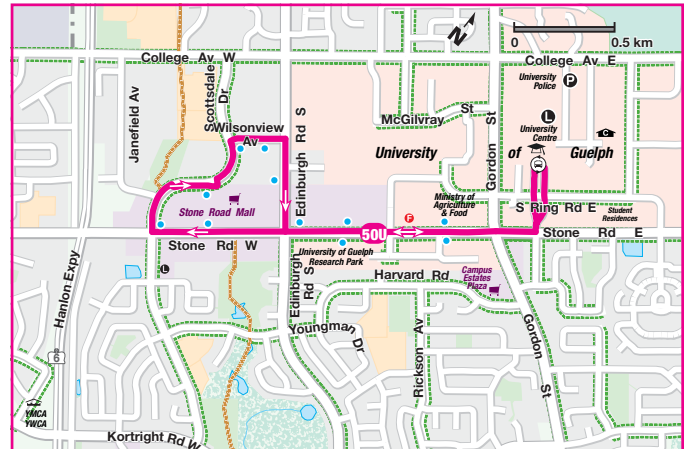 N
0 0.5 km
College Av W
College Av E
Janefield Av
Scottsdale
Dr
Wilsonview
Av
Edinburgh Rd S
McGilvray
St
Gordon St
University
Police
P
L
University
Centre
C
University of Guelph
Stone Road Mall
Ministry of
Agriculture
& Food
F
S Ring Rd E
Student
Residences
50U
Stone Rd W
Stone Rd E
University of Guelph
Research Park
L
Hanlon Expy
6
Edinburgh
Rd S
Harvard Rd
Campus
Estates
Plaza
Youngman Dr
Rickson Av
Gordon St
YMCA
YWCA
Kortright Rd W